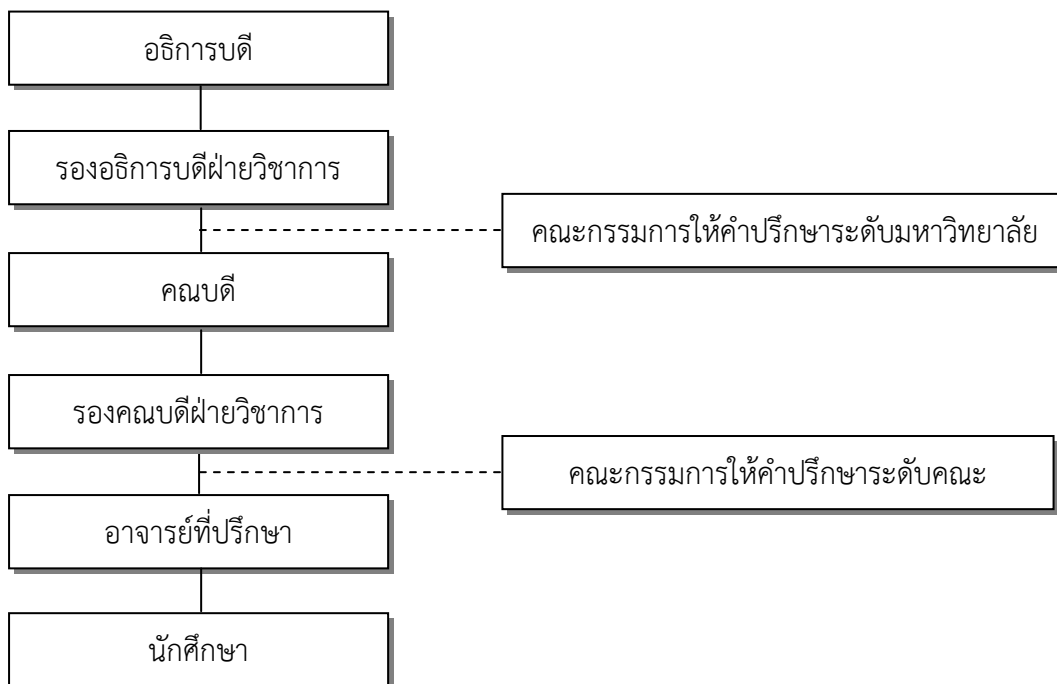 อธิการบดี
รองอธิการบดีฝ่ายวิชาการ
คณะกรรมการให้คำปรึกษาระดับมหาวิทยาลัย
คณบดี
รองคณบดีฝ่ายวิชาการ
คณะกรรมการให้คำปรึกษาระดับคณะ
อาจารย์ที่ปรึกษา
นักศึกษา